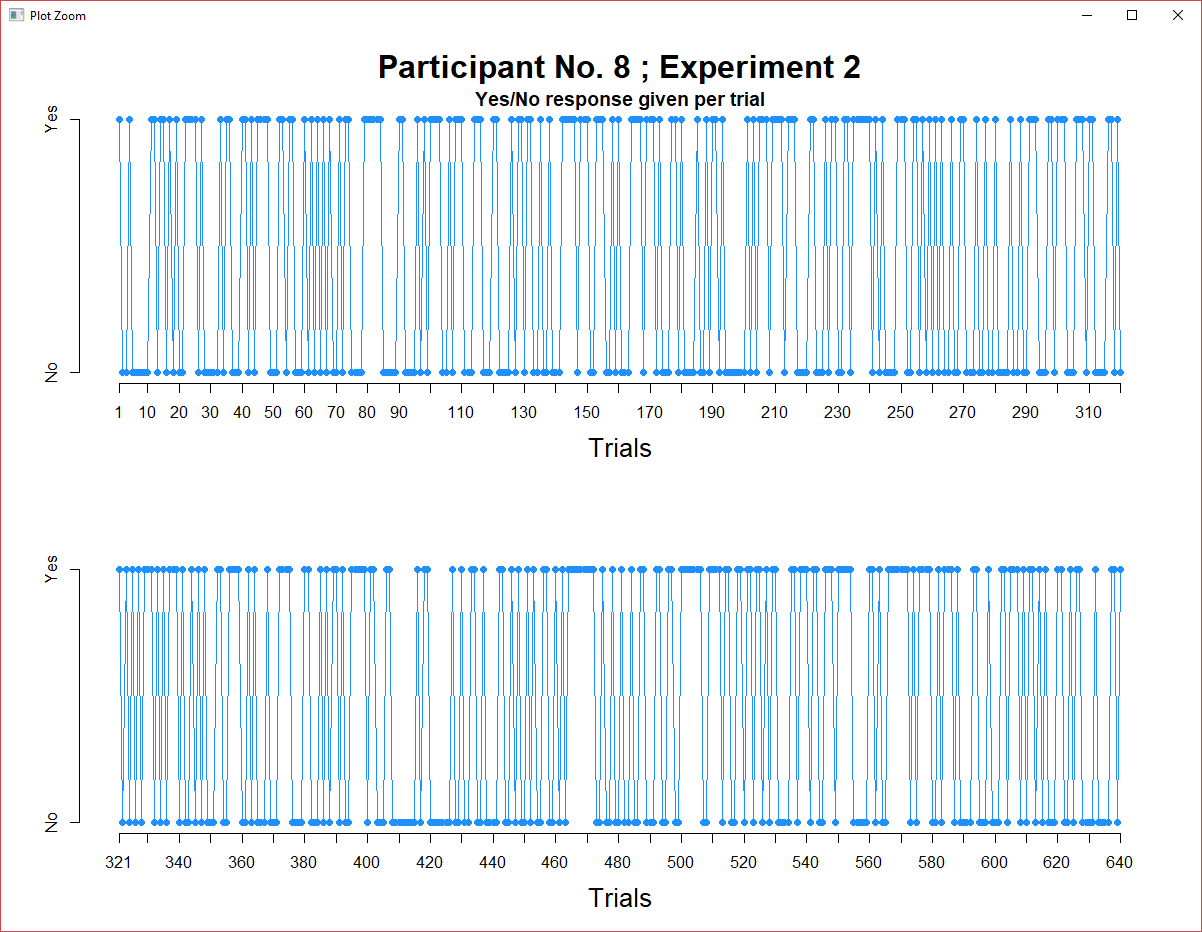 Plot Zoom
Participant No. 8 ; Experiment 2
Yes/No response given per trial
Yes
No
1 10 20 30 40 50 60 70 80 90 110 130 150 170 190 210 230 250 270 290 310
Trials
Yes
No
321 340 360 380 400 420 440 460 480 500 520 540 560 580 600 620 640
Trials